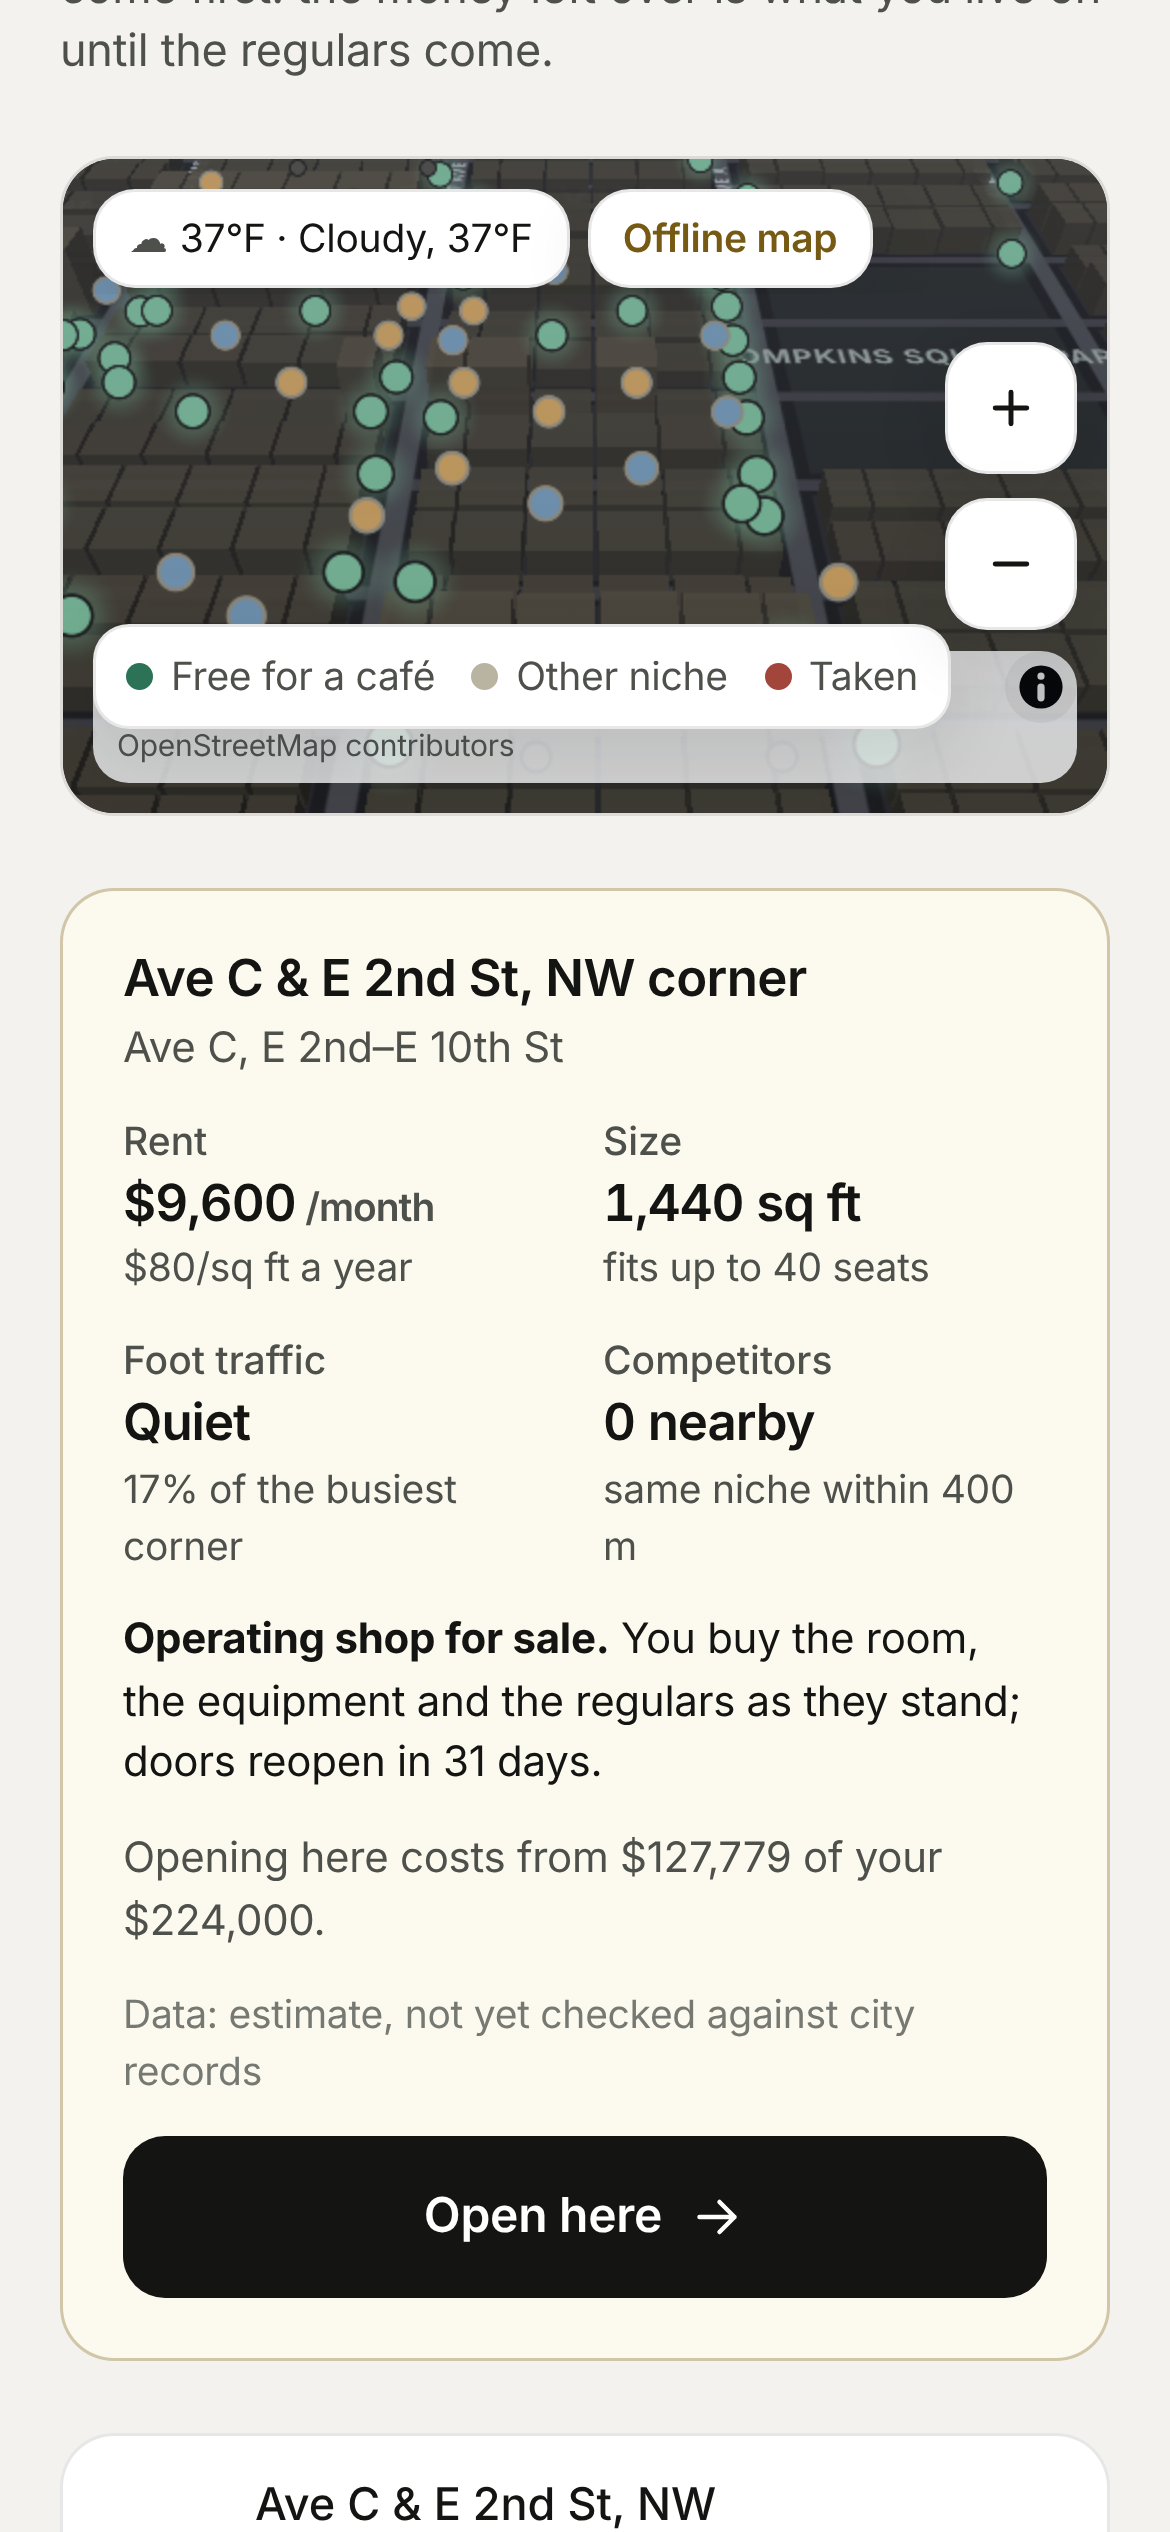 until the regulars come.
☁ 37°F · Cloudy, 37°F
Offline map
OMPKINS SQU
+
−
Free for a café
Other niche
Taken
OpenStreetMap contributors
Ave C & E 2nd St, NW corner
Ave C, E 2nd–E 10th St
Rent
$9,600 /month
$80/sq ft a year
Size
1,440 sq ft
fits up to 40 seats
Foot traffic
Quiet
17% of the busiest
corner
Competitors
0 nearby
same niche within 400
m
Operating shop for sale. You buy the room,
the equipment and the regulars as they stand;
doors reopen in 31 days.
Opening here costs from $127,779 of your
$224,000.
Data: estimate, not yet checked against city
records
Open here →
Ave C & E 2nd St, NW